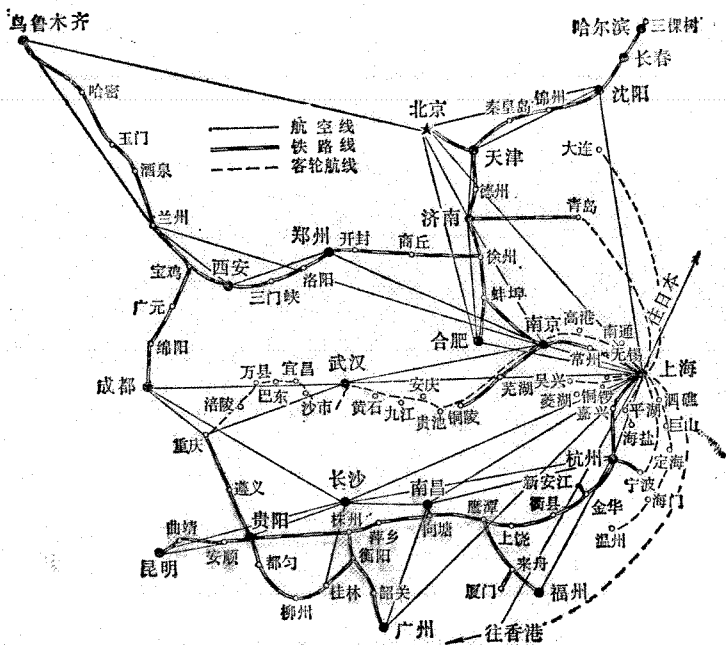 乌鲁木齐
哈尔滨
三棵树
长春
沈阳
哈密
北京
秦皇岛
锦州
航空线
铁路线
客轮航线
玉门
酒泉
天津
大连
德州
兰州
济南
青岛
郑州
开封
商丘
徐州
宝鸡
西安
三门峡
洛阳
往日本
广元
蚌埠
合肥
南京
高港
南通
绵阳
常州
无锡
上海
成都
万县
宜昌
武汉
芜湖
吴兴
涪陵
巴东
沙市
黄石
九江
安庆
贵池
铜陵
菱湖
嘉兴
平湖
泗礁
海盐
重庆
杭州
定海
宁波
遵义
长沙
南昌
新安江
海门
曲靖
贵阳
株州
鹰潭
衢县
金华
昆明
安顺
萍乡
向塘
上饶
温州
都匀
衡阳
来舟
柳州
桂林
韶关
厦门
福州
广州
往香港